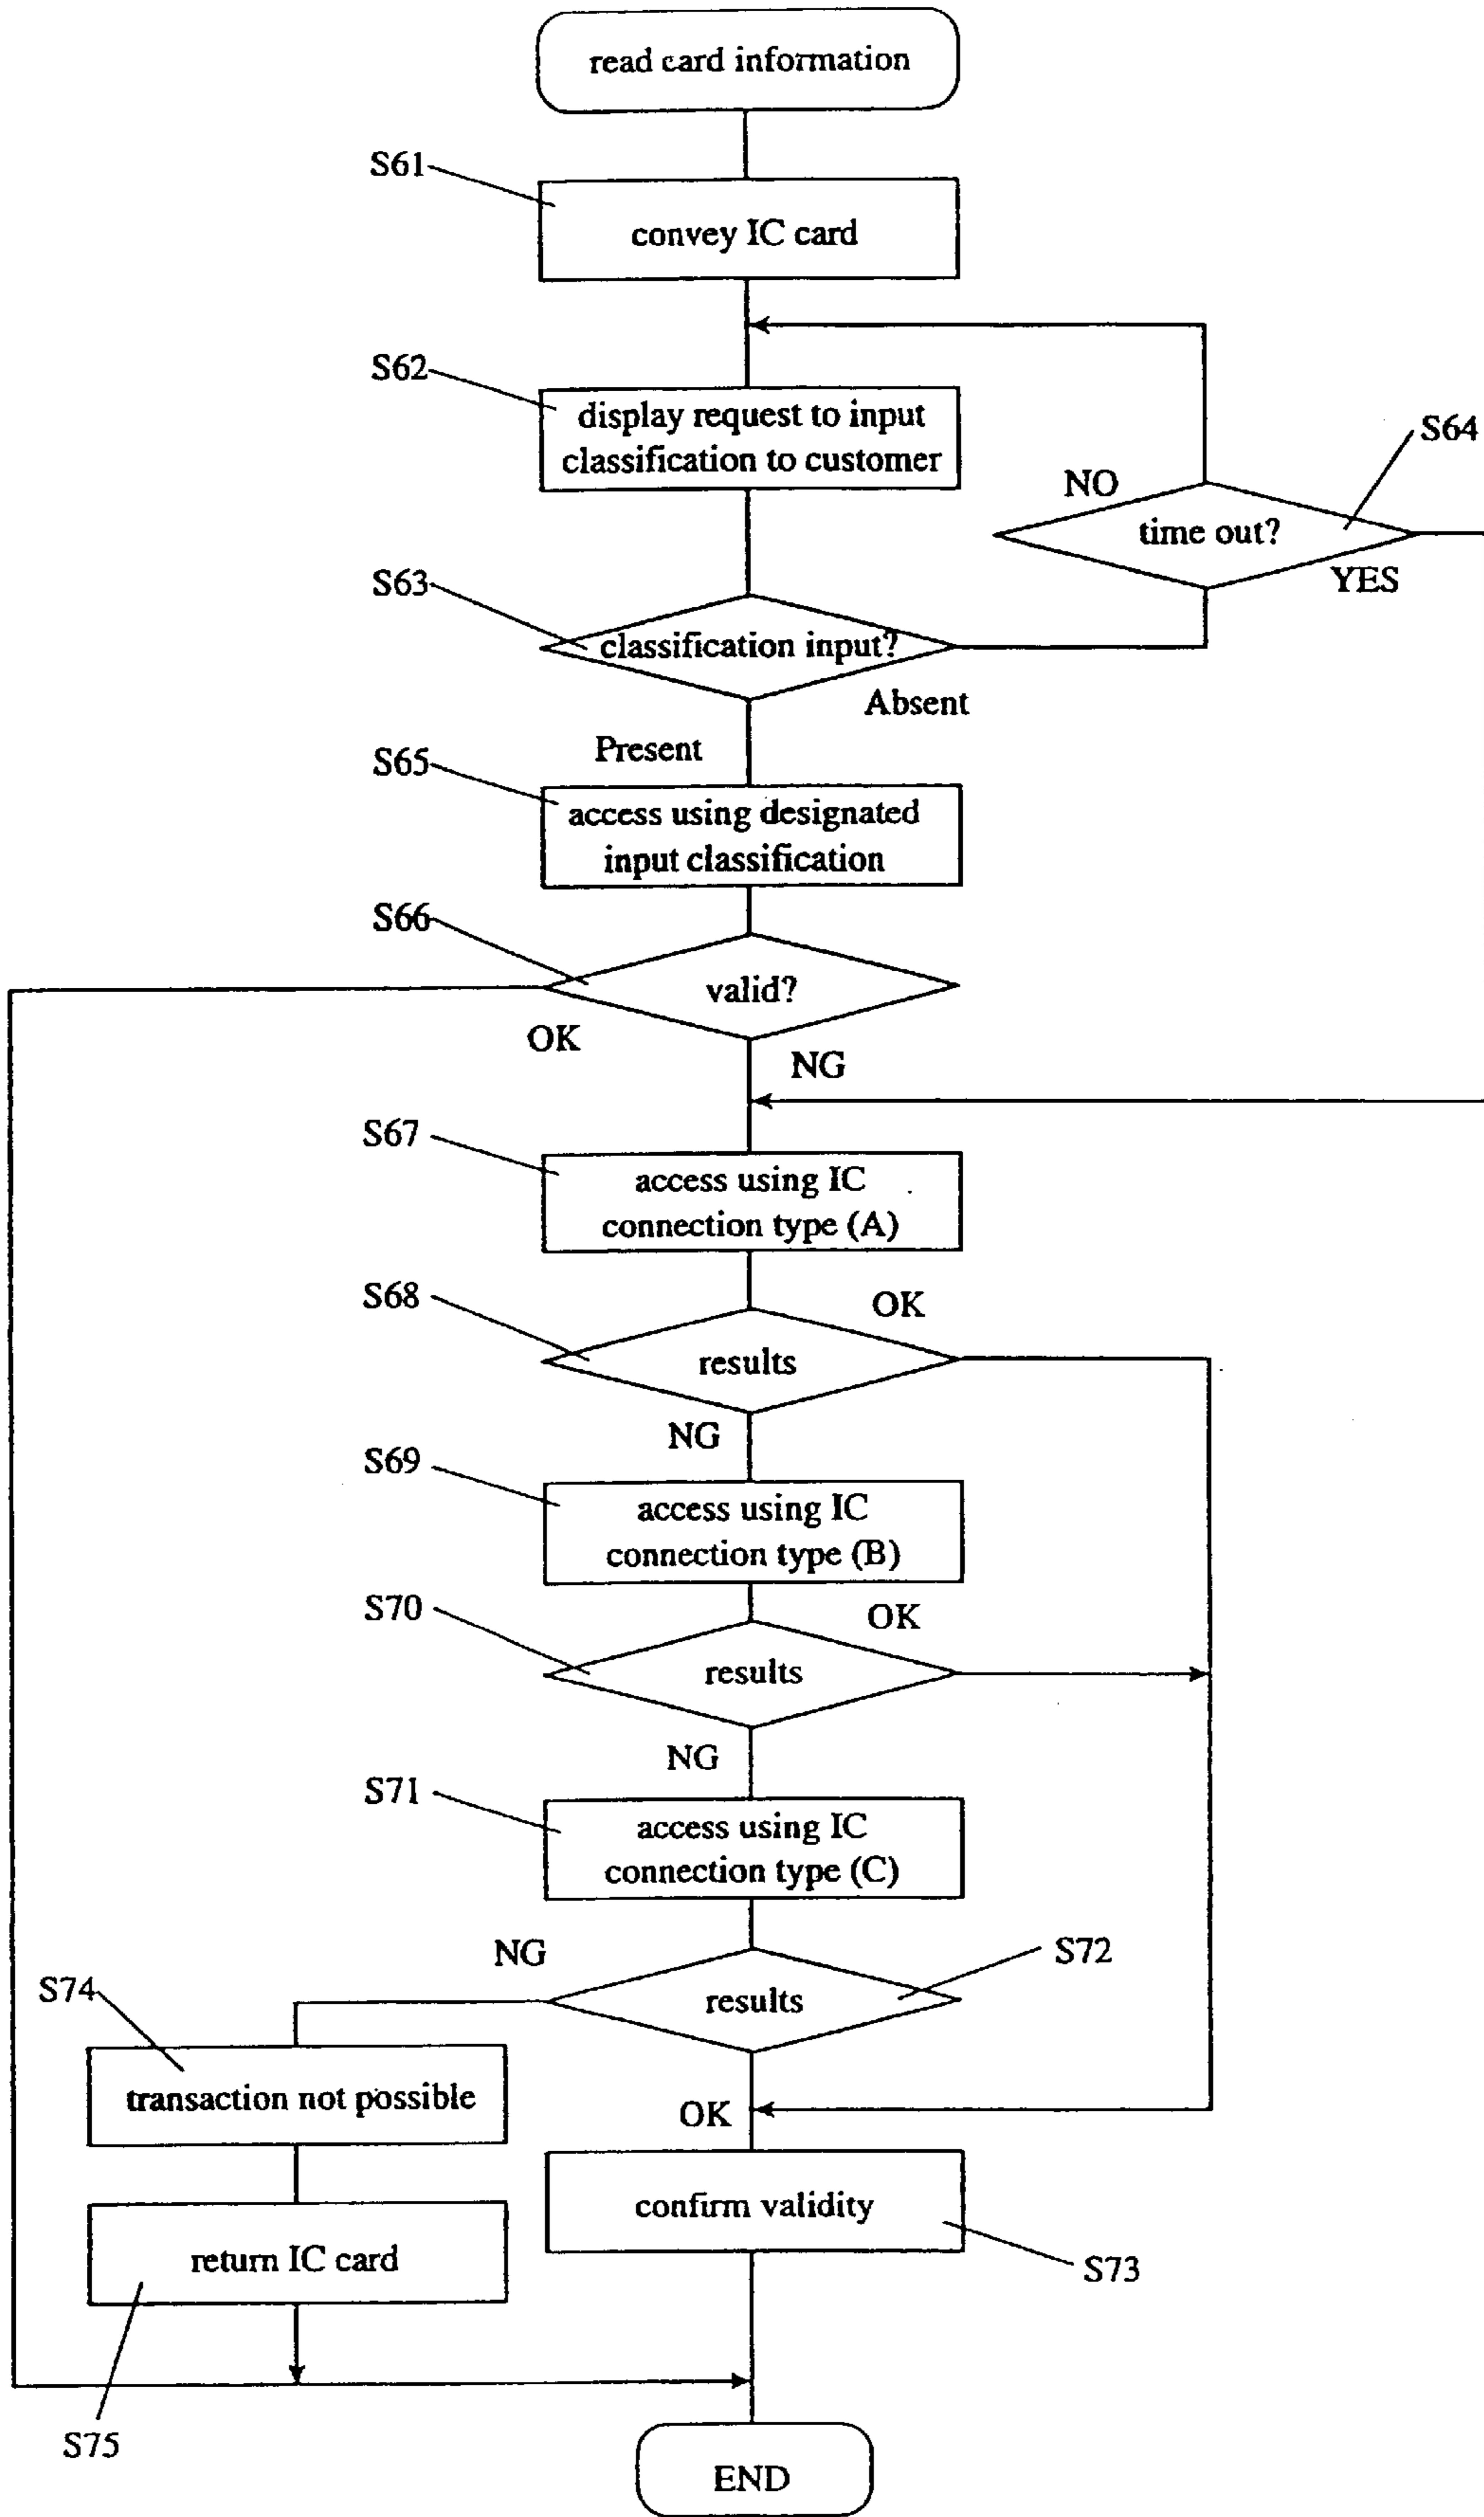 read card information
S61
convey IC card
S62
display request to input
classification to customer
S64
NO
time out?
YES
S63
classification input?
Absent
Present
S65
access using designated
input classification
S66
valid?
OK
NG
S67
access using IC
connection type (A)
S68
OK
results
NG
S69
access using IC
connection type (B)
S70
OK
results
NG
S71
access using IC
connection type (C)
NG
S72
results
S74
transaction not possible
OK
confirm validity
return IC card
S73
S75
END